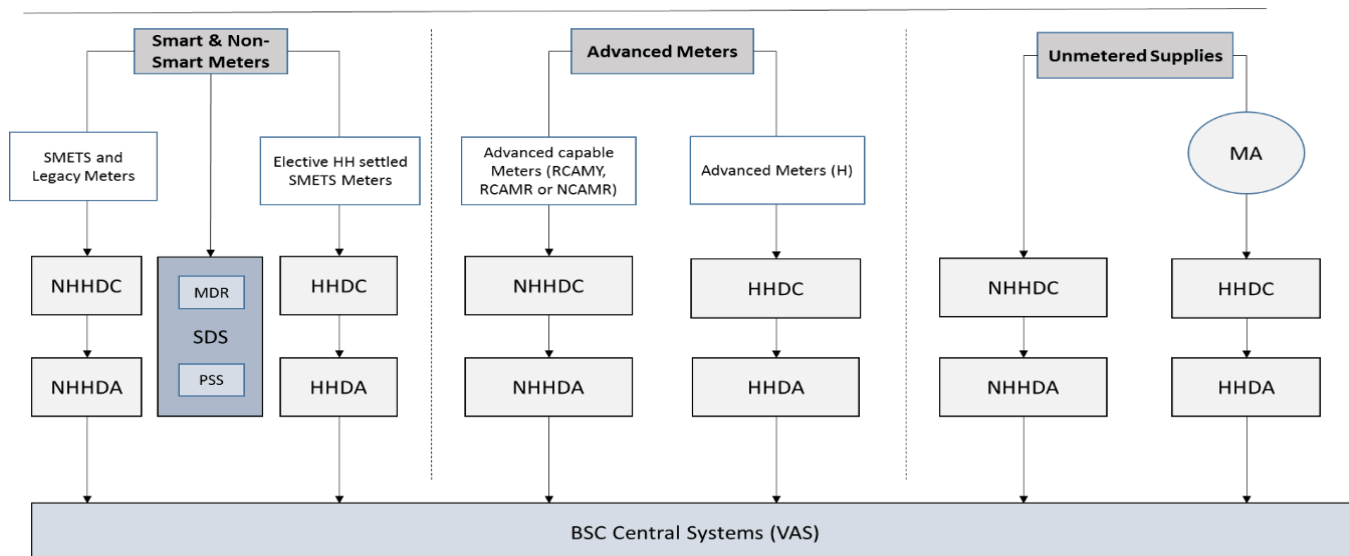 Smart & Non-
Smart Meters
Advanced Meters
Unmetered Supplies
SMETS and
Legacy Meters
Elective HH settled
SMETS Meters
Advanced capable
Meters (RCAMY,
RCAMR or NCAMR)
Advanced Meters (H)
MA
NHHDC
MDR
SDS
PSS
HHDC
NHHDC
HHDC
NHHDC
HHDC
NHHDA
HHDA
NHHDA
HHDA
NHHDA
HHDA
BSC Central Systems (VAS)